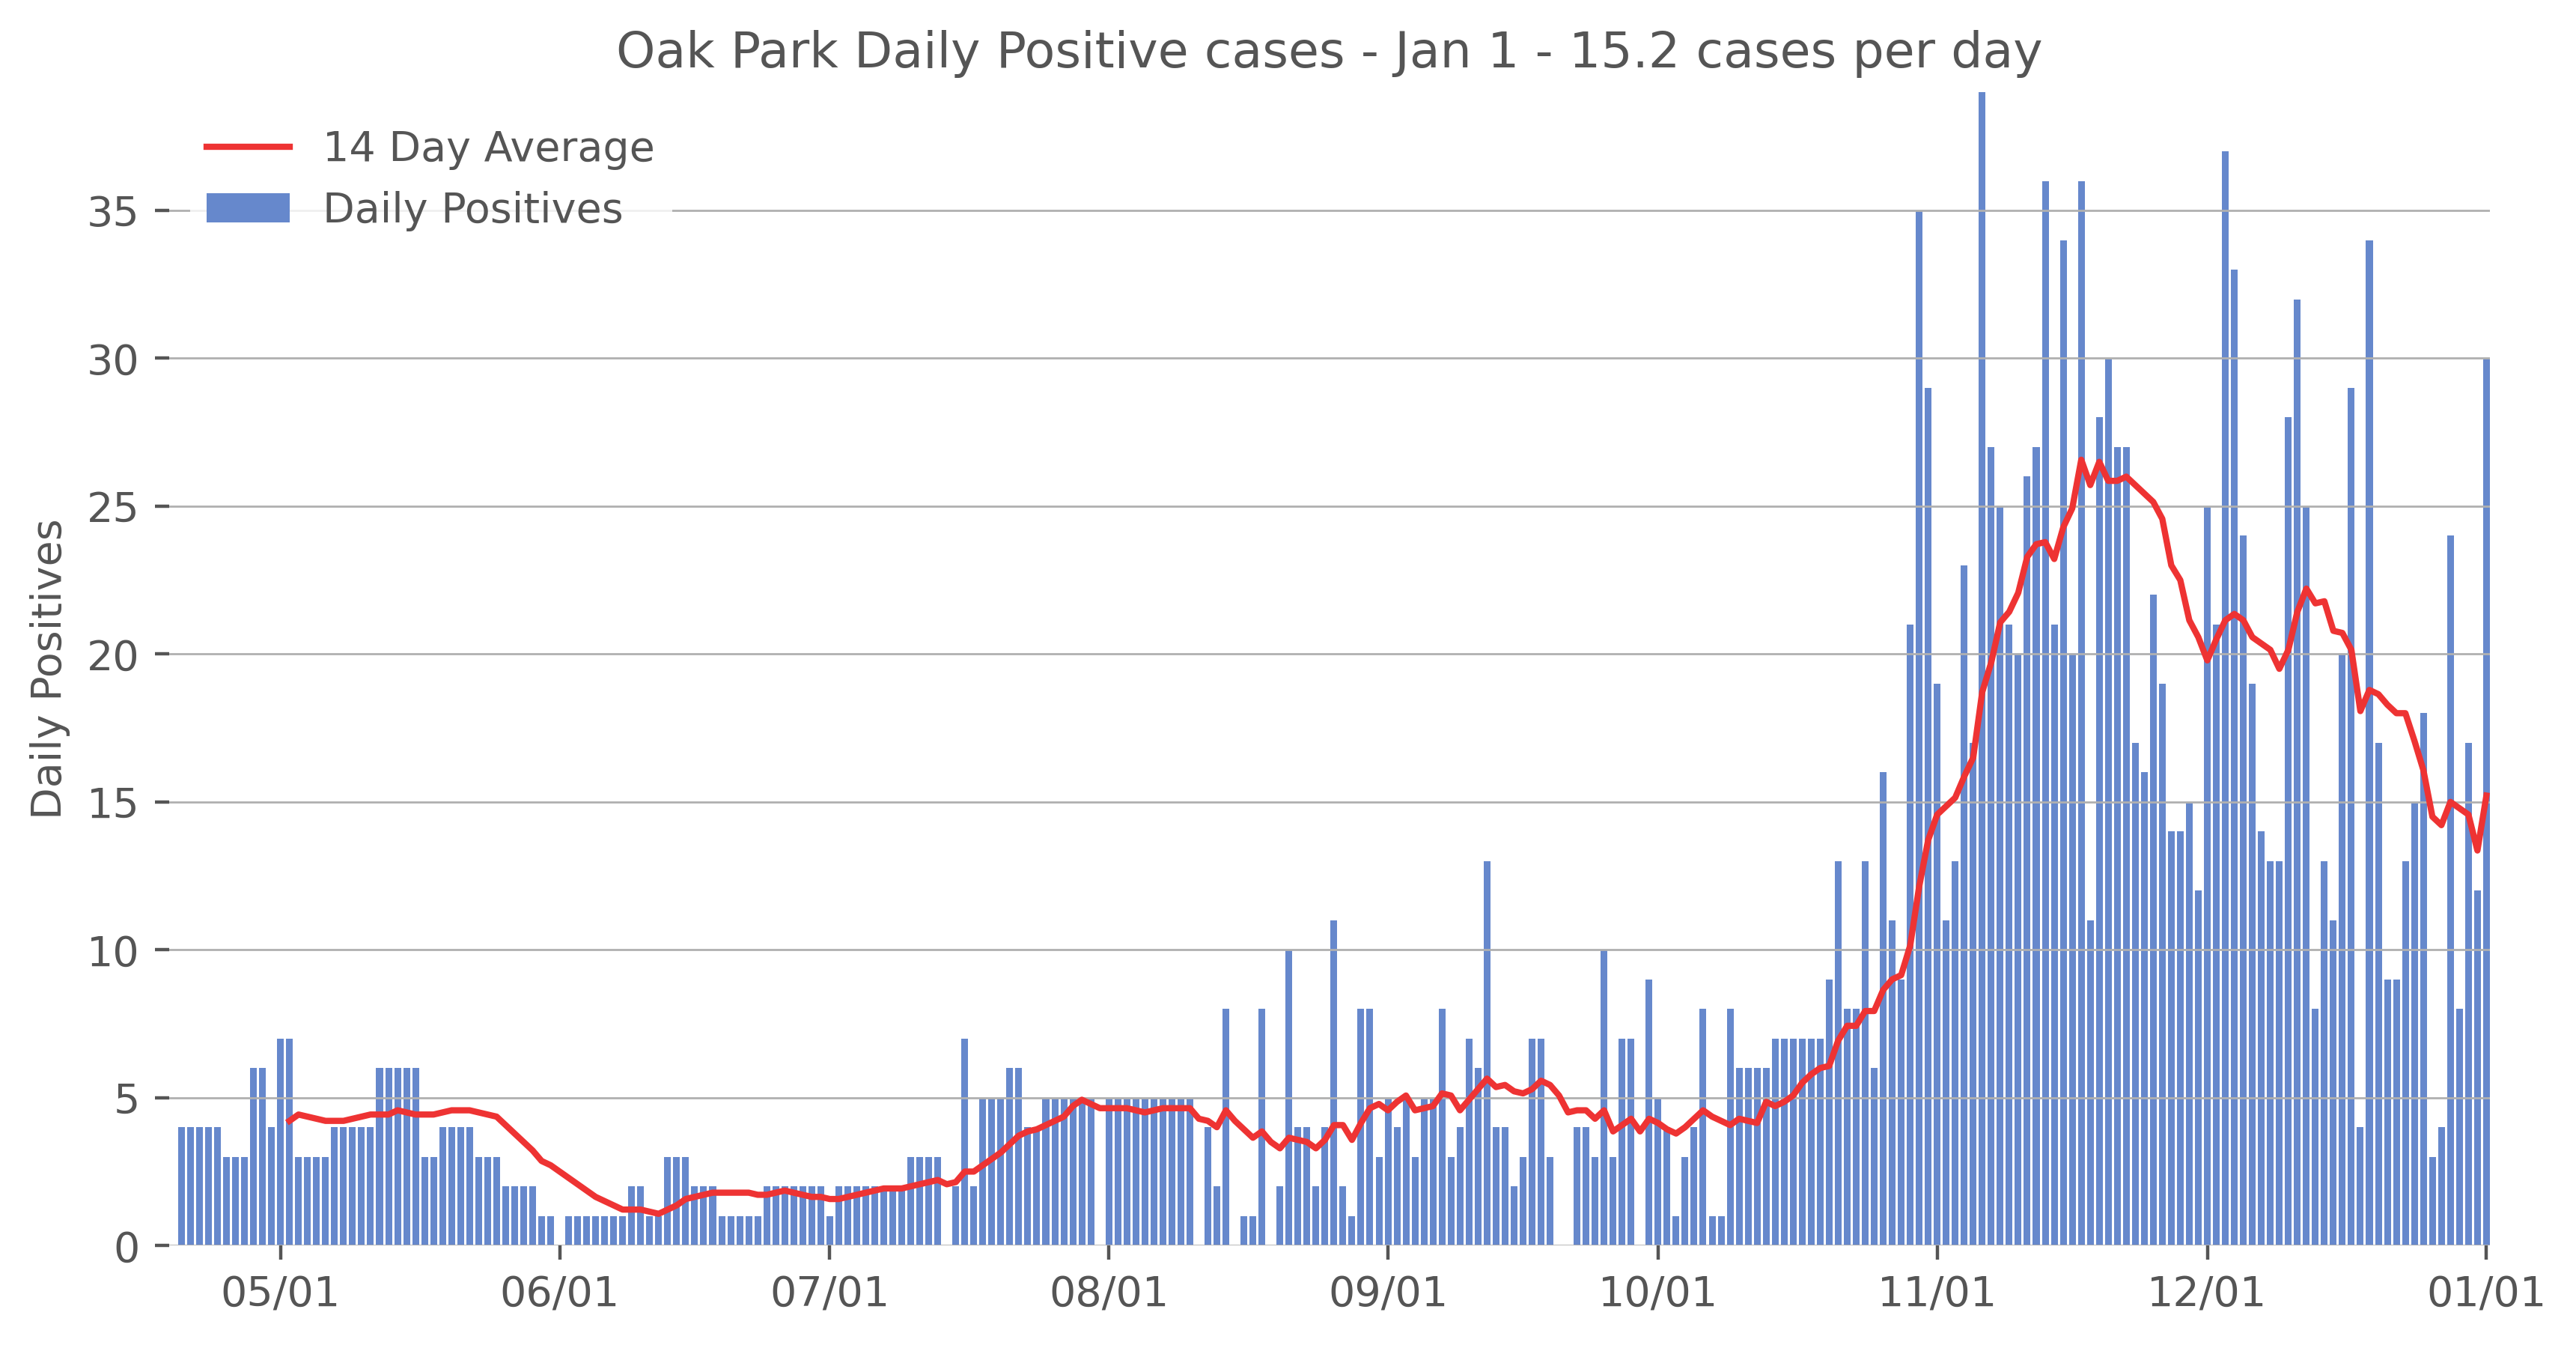 Oak Park Daily Positive cases - Jan 1 - 15.2 cases per day
14 Day Average
Daily Positives
35
30
25
20
15
10
5
0
Daily Positives
05/01 06/01 07/01 08/01 09/01 10/01 11/01 12/01 01/01